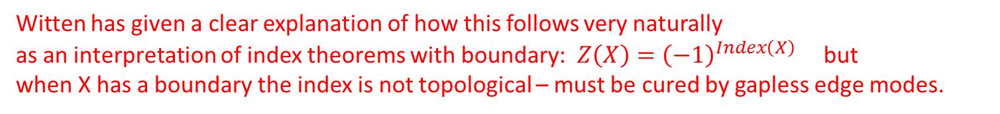 Witten has given a clear explanation of how this follows very naturally
as an interpretation of index theorems with boundary: Z(X) = (−1)^{Index(X)} but
when X has a boundary the index is not topological – must be cured by gapless edge modes.